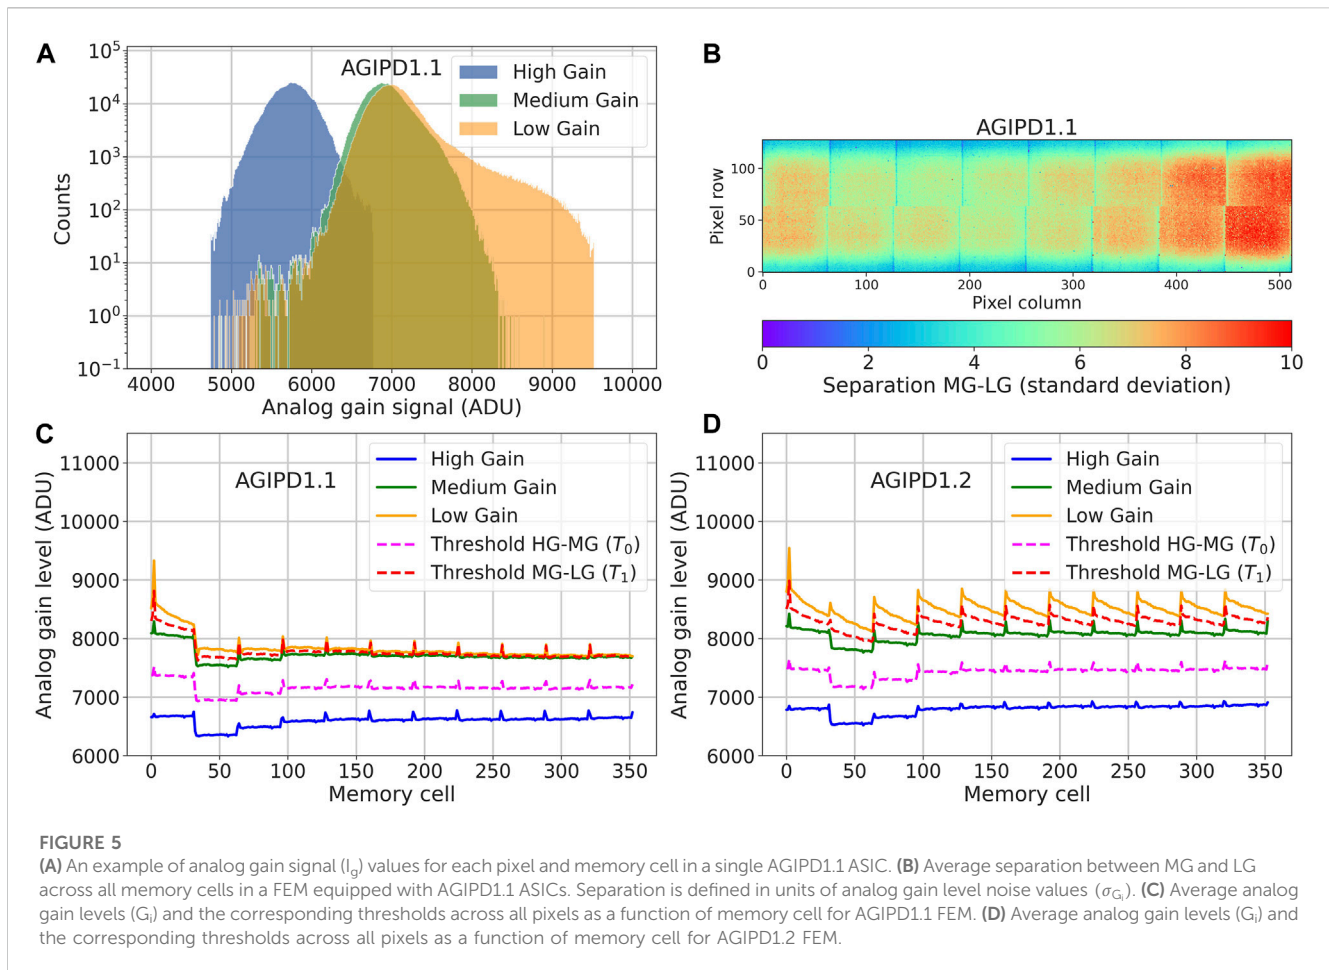 A
AGIPD1.1
High Gain
Medium Gain
Low Gain
10^5
10^4
10^3
10^2
10^1
10^0
10^−1
Counts
4000 5000 6000 7000 8000 9000 10000
Analog gain signal (ADU)
B
AGIPD1.1
100
50
0
Pixel row
0 100 200 300 400 500
Pixel column
0 2 4 6 8 10
Separation MG-LG (standard deviation)
C
AGIPD1.1
High Gain
Medium Gain
Low Gain
Threshold HG-MG (T₀)
Threshold MG-LG (T₁)
11000
10000
9000
8000
7000
6000
Analog gain level (ADU)
0 50 100 150 200 250 300 350
Memory cell
D
AGIPD1.2
High Gain
Medium Gain
Low Gain
Threshold HG-MG (T₀)
Threshold MG-LG (T₁)
11000
10000
9000
8000
7000
6000
Analog gain level (ADU)
0 50 100 150 200 250 300 350
Memory cell
FIGURE 5
(A) An example of analog gain signal (I_g) values for each pixel and memory cell in a single AGIPD1.1 ASIC. (B) Average separation between MG and LG
across all memory cells in a FEM equipped with AGIPD1.1 ASICs. Separation is defined in units of analog gain level noise values (σ_Gi). (C) Average analog
gain levels (G_i) and the corresponding thresholds across all pixels as a function of memory cell for AGIPD1.1 FEM. (D) Average analog gain levels (G_i) and
the corresponding thresholds across all pixels as a function of memory cell for AGIPD1.2 FEM.